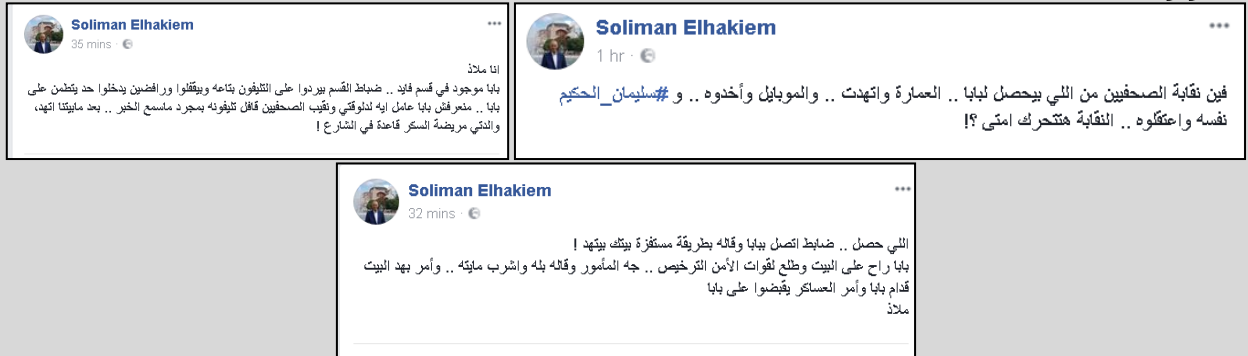 Soliman Elhakiem
35 mins ·
انا ملاذ
بابا موجود في قسم فايد .. ضباط القسم بيردوا على التليفون بتاعه وبيقفلوا ورافضين يدخلوا حد يتطمن على
بابا .. منعرفش بابا عامل ايه لدلوقتي ونقيب الصحفيين قافل تليفونه بمجرد ماسمع الخبر .. بعد مابيتنا اتهد،
والدتي مريضة السكر قاعدة في الشارع !
Soliman Elhakiem
1 hr ·
فين نقابة الصحفيين من اللي بيحصل لبابا .. العمارة واتهدت .. والموبايل وأخدوه .. و #سليمان_الحكيم
نفسه واعتقلوه .. النقابة هتتحرك امتى ؟!
Soliman Elhakiem
32 mins ·
اللي حصل .. ضابط اتصل ببابا وقاله بطريقة مستفزة بيتك بيتهد !
بابا راح على البيت وطلع لقوات الأمن الترخيص .. جه المأمور وقاله بله واشرب مايته .. وأمر بهد البيت
قدام بابا وأمر العساكر يقبضوا على بابا
ملاذ